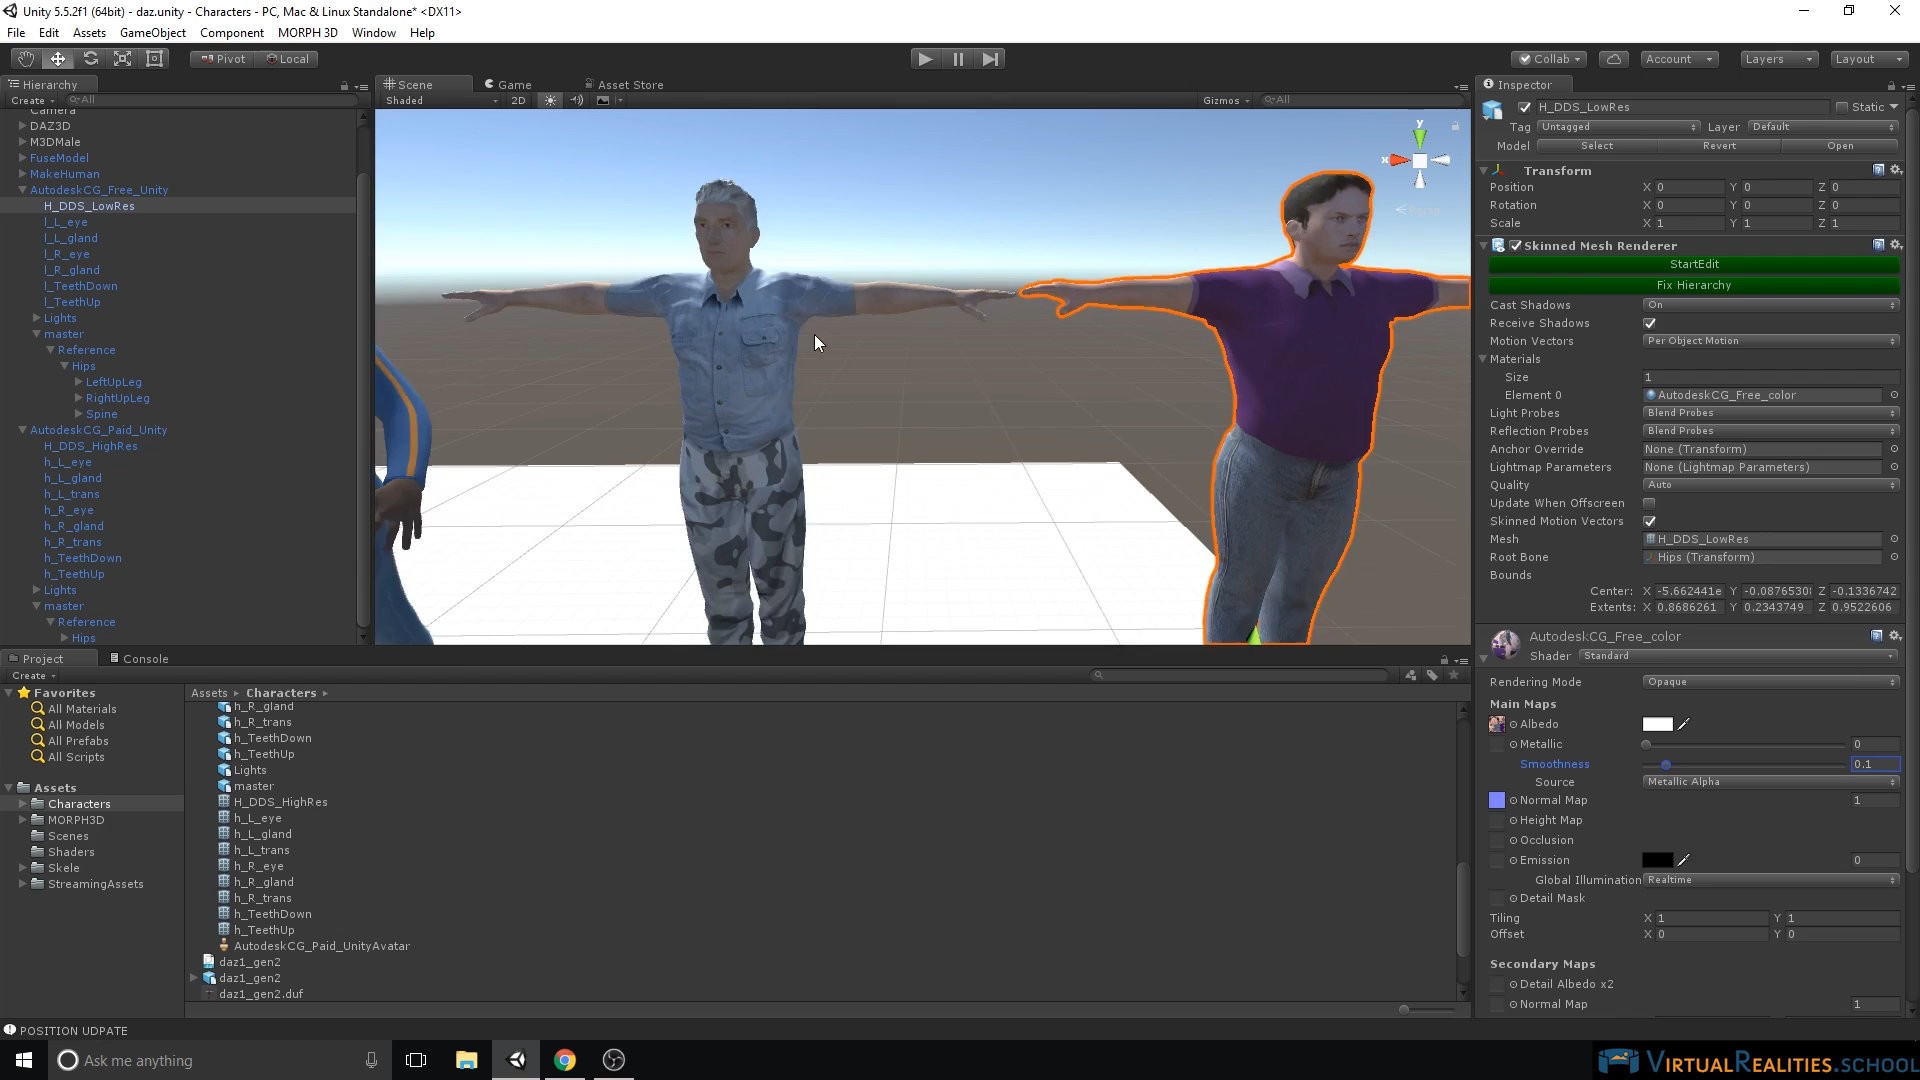 Unity 5.5.2f1 (64bit) - daz.unity - Characters - PC, Mac & Linux Standalone* <DX11>
File Edit Assets GameObject Component MORPH 3D Window Help
Pivot Local Collab Account Layers Layout
Hierarchy
Create All
Camera
DAZ3D
M3DMale
FuseModel
MakeHuman
AutodeskCG_Free_Unity
H_DDS_LowRes
l_L_eye
l_L_gland
l_R_eye
l_R_gland
l_TeethDown
l_TeethUp
Lights
master
Reference
Hips
LeftUpLeg
RightUpLeg
Spine
AutodeskCG_Paid_Unity
H_DDS_HighRes
h_L_eye
h_L_gland
h_L_trans
h_R_eye
h_R_gland
h_R_trans
h_TeethDown
h_TeethUp
Lights
master
Reference
Hips
Scene Game Asset Store
Shaded 2D Gizmos All
y
x
Persp
Inspector
H_DDS_LowRes Static
Tag Untagged Layer Default
Model Select Revert Open
Transform
Position X 0 Y 0 Z 0
Rotation X 0 Y 0 Z 0
Scale X 1 Y 1 Z 1
Skinned Mesh Renderer
StartEdit
Fix Hierarchy
Cast Shadows On
Receive Shadows
Motion Vectors Per Object Motion
Materials
Size 1
Element 0 AutodeskCG_Free_color
Light Probes Blend Probes
Reflection Probes Blend Probes
Anchor Override None (Transform)
Lightmap Parameters None (Lightmap Parameters)
Quality Auto
Update When Offscreen
Skinned Motion Vectors
Mesh H_DDS_LowRes
Root Bone Hips (Transform)
Bounds
Center: X -5.662441e Y -0.0876530 Z -0.1336742
Extents: X 0.8686261 Y 0.2343749 Z 0.9522606
AutodeskCG_Free_color
Shader Standard
Rendering Mode Opaque
Main Maps
Albedo
Metallic 0
Smoothness 0.1
Source Metallic Alpha
Normal Map 1
Height Map
Occlusion
Emission 0
Global Illumination Realtime
Detail Mask
Tiling X 1 Y 1
Offset X 0 Y 0
Secondary Maps
Detail Albedo x2
Normal Map 1
Project Console
Create
Favorites
All Materials
All Models
All Prefabs
All Scripts
Assets
Characters
MORPH3D
Scenes
Shaders
Skele
StreamingAssets
Assets Characters
h_R_gland
h_R_trans
h_TeethDown
h_TeethUp
Lights
master
H_DDS_HighRes
h_L_eye
h_L_gland
h_L_trans
h_R_eye
h_R_gland
h_R_trans
h_TeethDown
h_TeethUp
AutodeskCG_Paid_UnityAvatar
daz1_gen2
daz1_gen2
daz1_gen2.duf
POSITION UDPATE
Ask me anything
VIRTUALREALITIES.SCHOOL